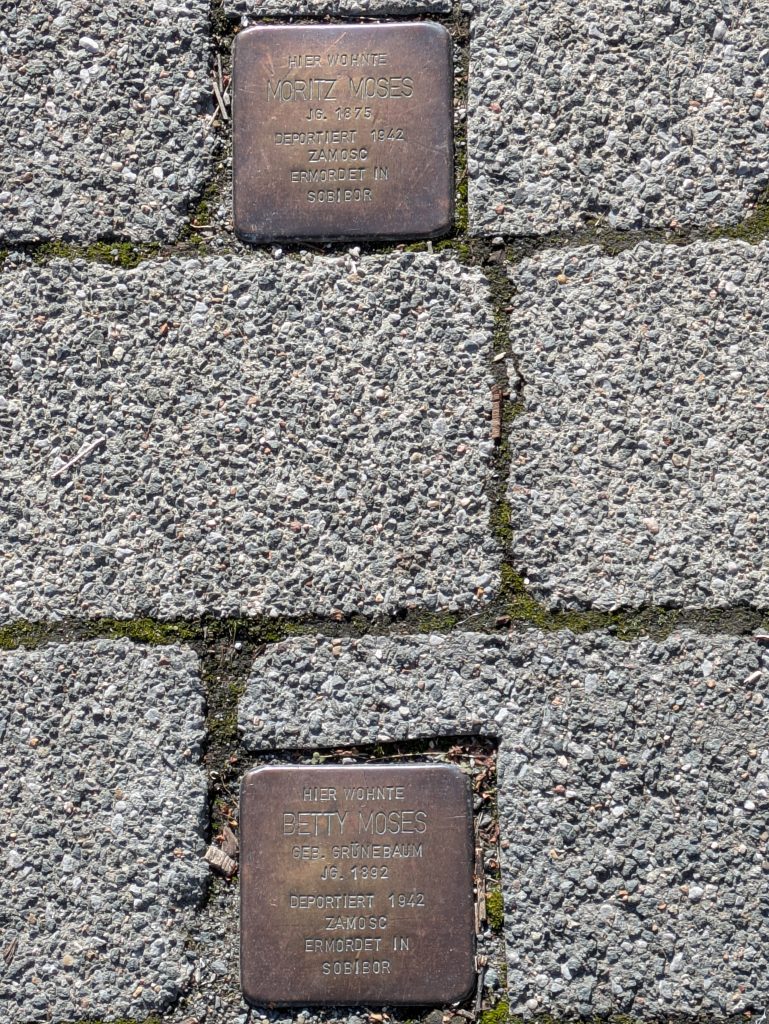 HIER WOHNTE
MORITZ MOSES
JG. 1875
DEPORTIERT 1942
ZAMOSC
ERMORDET IN
SOBIBOR
HIER WOHNTE
BETTY MOSES
GEB. GRÜNEBAUM
JG. 1892
DEPORTIERT 1942
ZAMOSC
ERMORDET IN
SOBIBOR